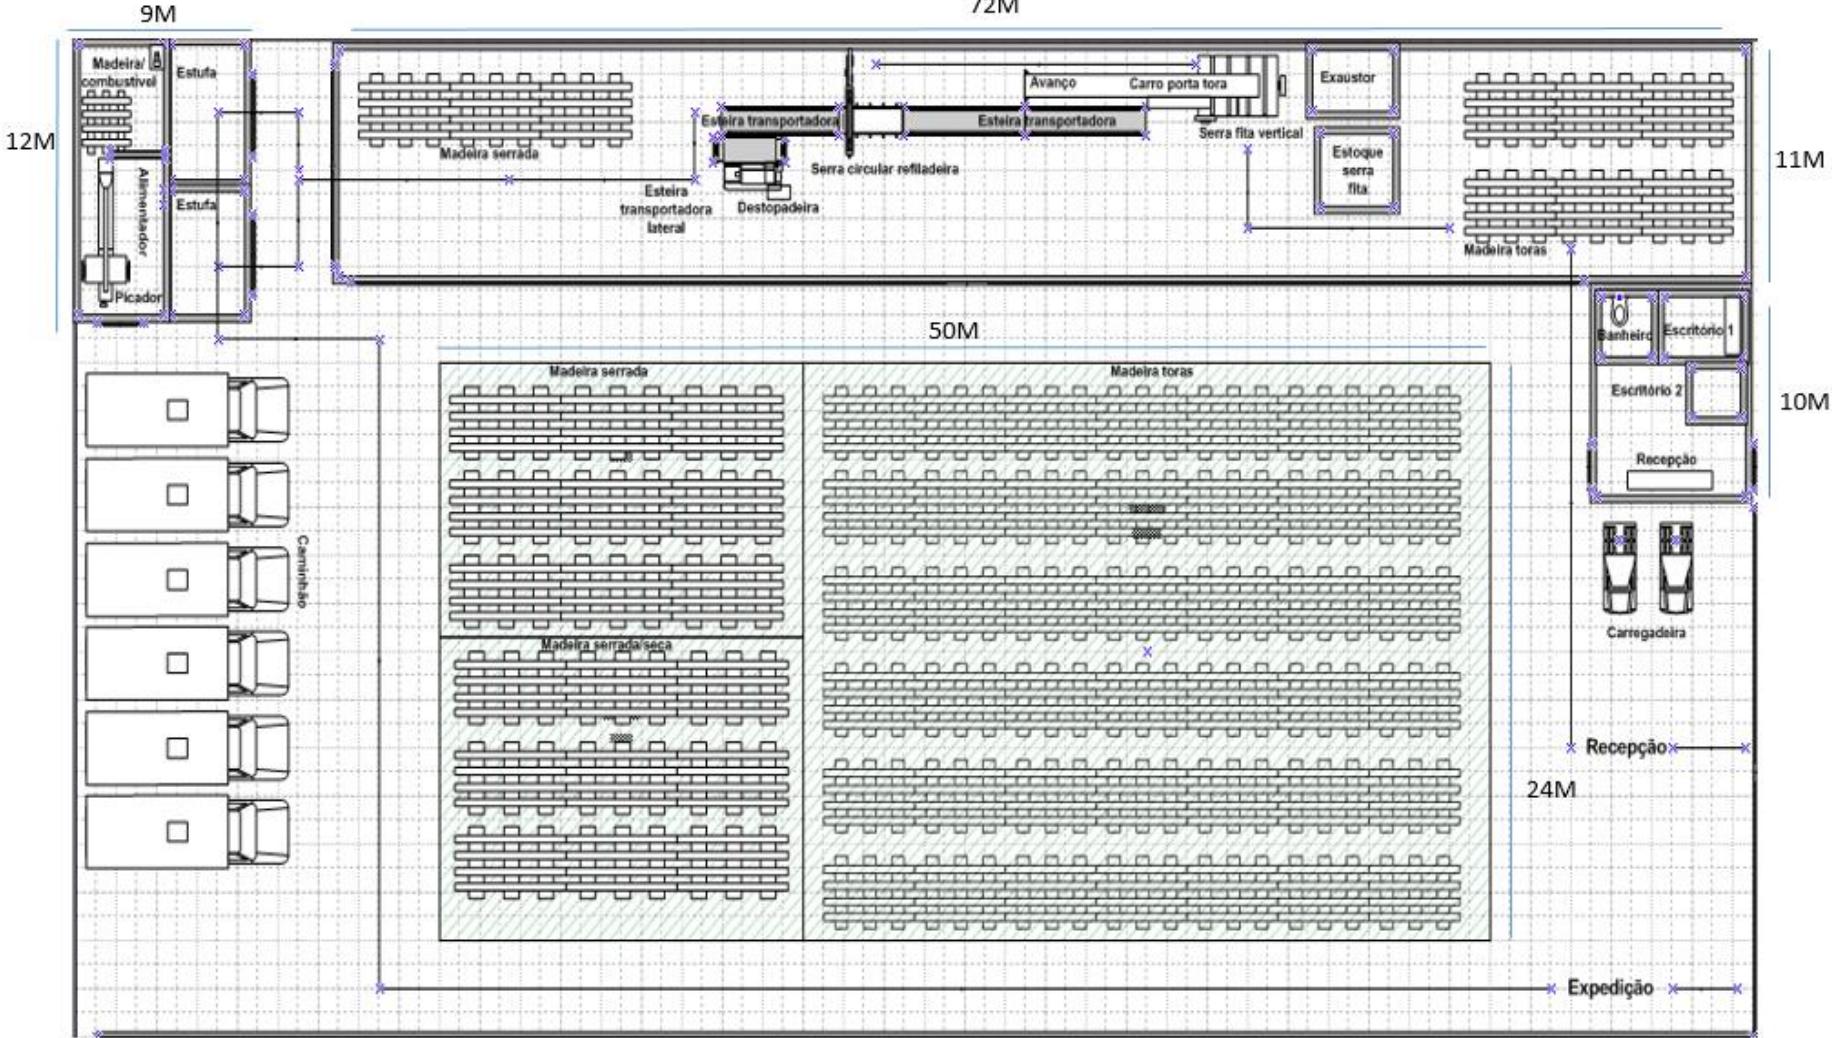 9M
72M
Madeira/
combustível
Estufa
Avanço
Carro porta tora
Exaustor
Esteira transportadora
Esteira transportadora
Serra fita vertical
12M
Madeira serrada
Serra circular refiladeira
Estoque
serra
fita
11M
Alimentador
Estufa
Esteira
transportadora
lateral
Destopadeira
Madeira toras
Picador
50M
Banheiro
Escritório 1
Madeira serrada
Madeira toras
Escritório 2
10M
Recepção
Caminhão
Carregadeira
Madeira serrada/seca
Recepção
24M
Expedição